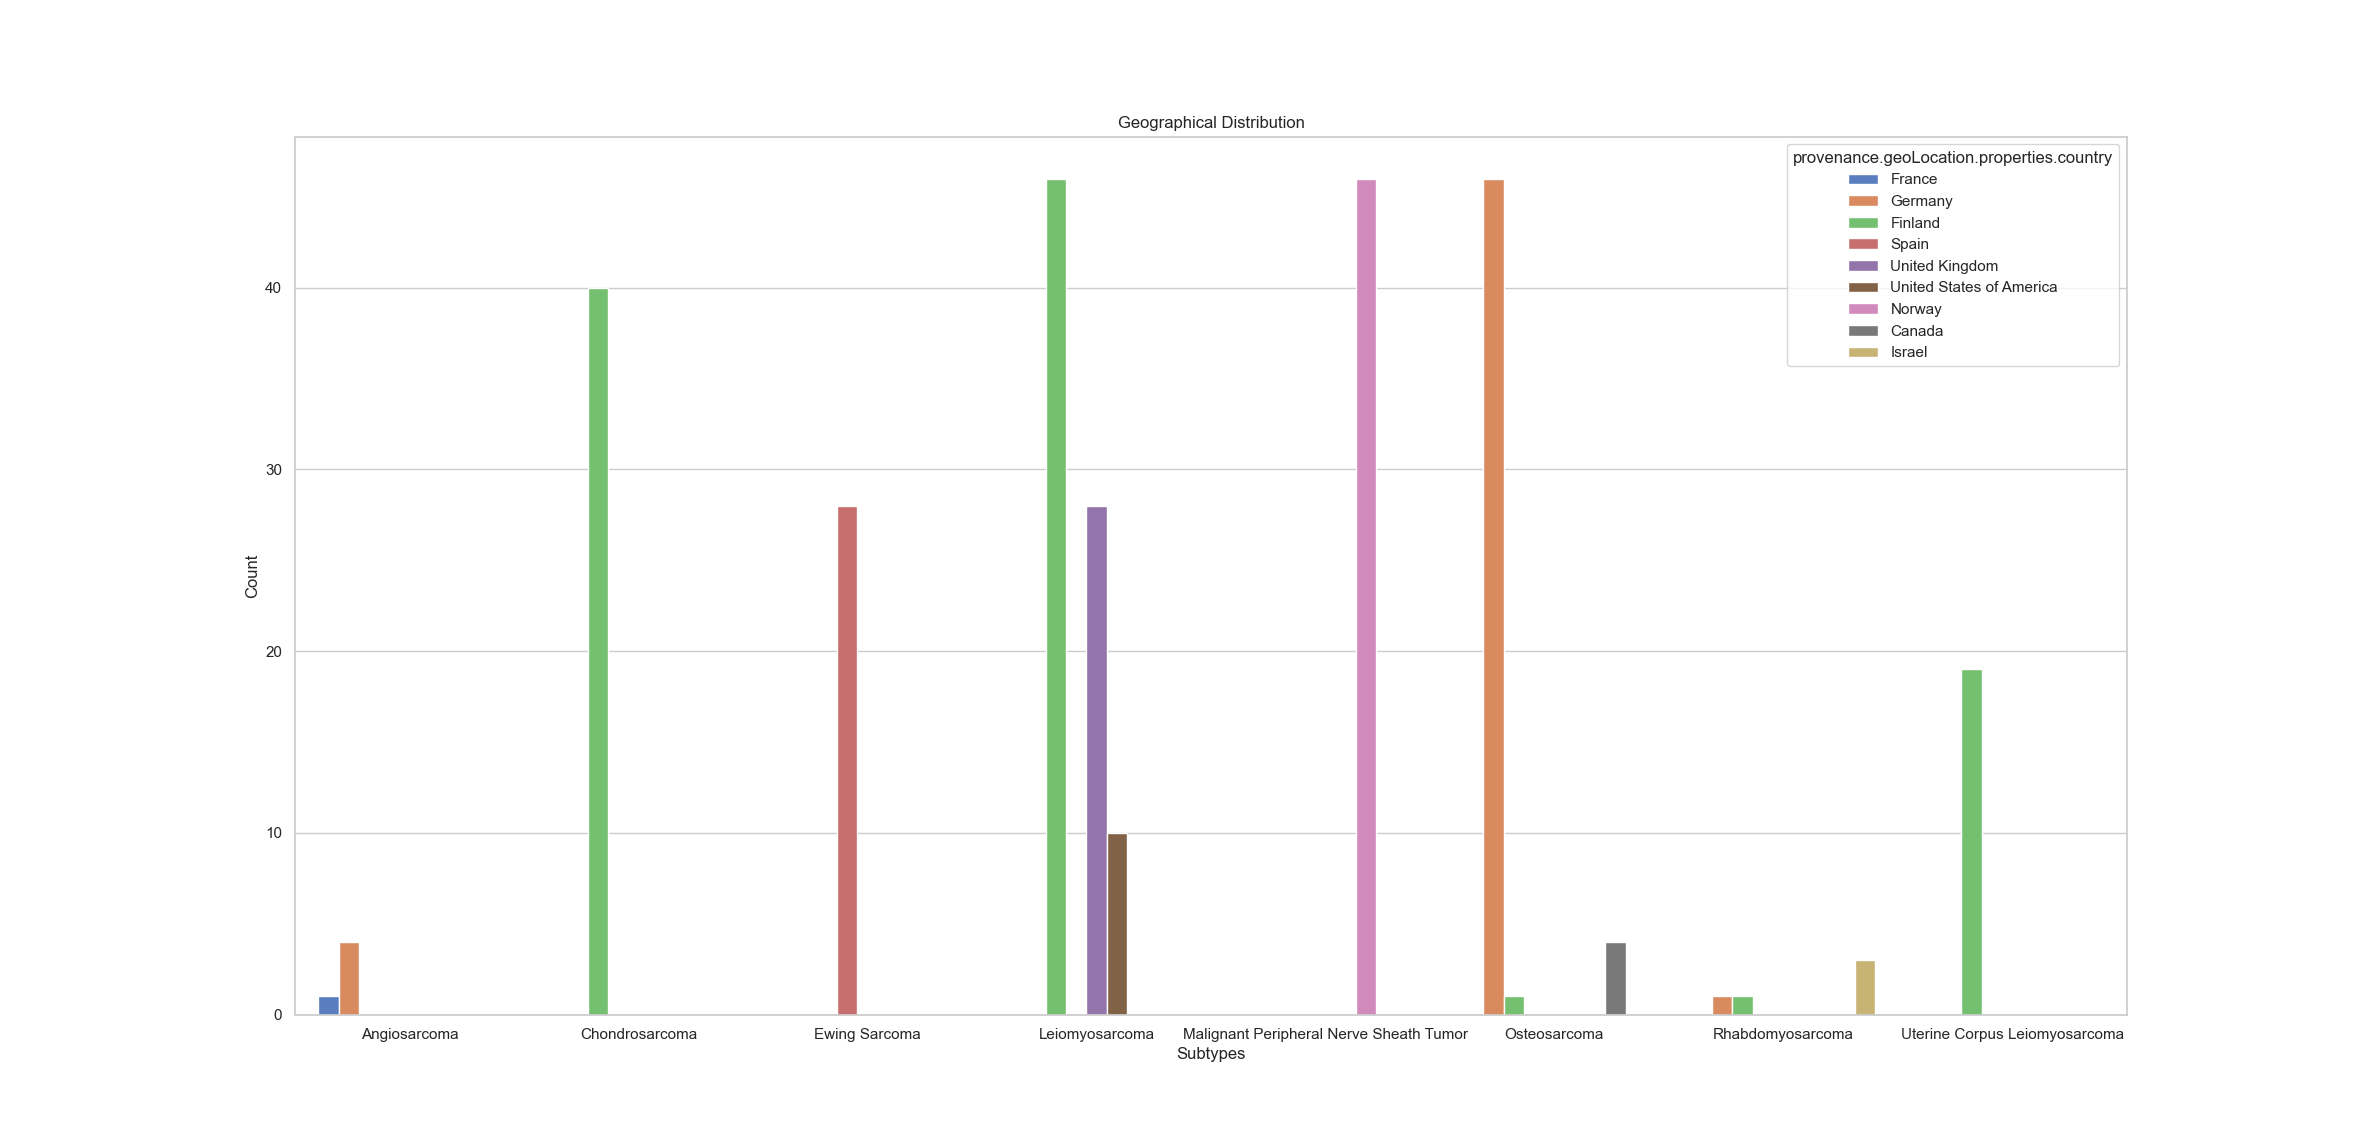 Geographical Distribution
provenance.geoLocation.properties.country
France
Germany
Finland
Spain
United Kingdom
United States of America
Norway
Canada
Israel
Count
40
30
20
10
0
Angiosarcoma
Chondrosarcoma
Ewing Sarcoma
Leiomyosarcoma
Malignant Peripheral Nerve Sheath Tumor
Osteosarcoma
Rhabdomyosarcoma
Uterine Corpus Leiomyosarcoma
Subtypes